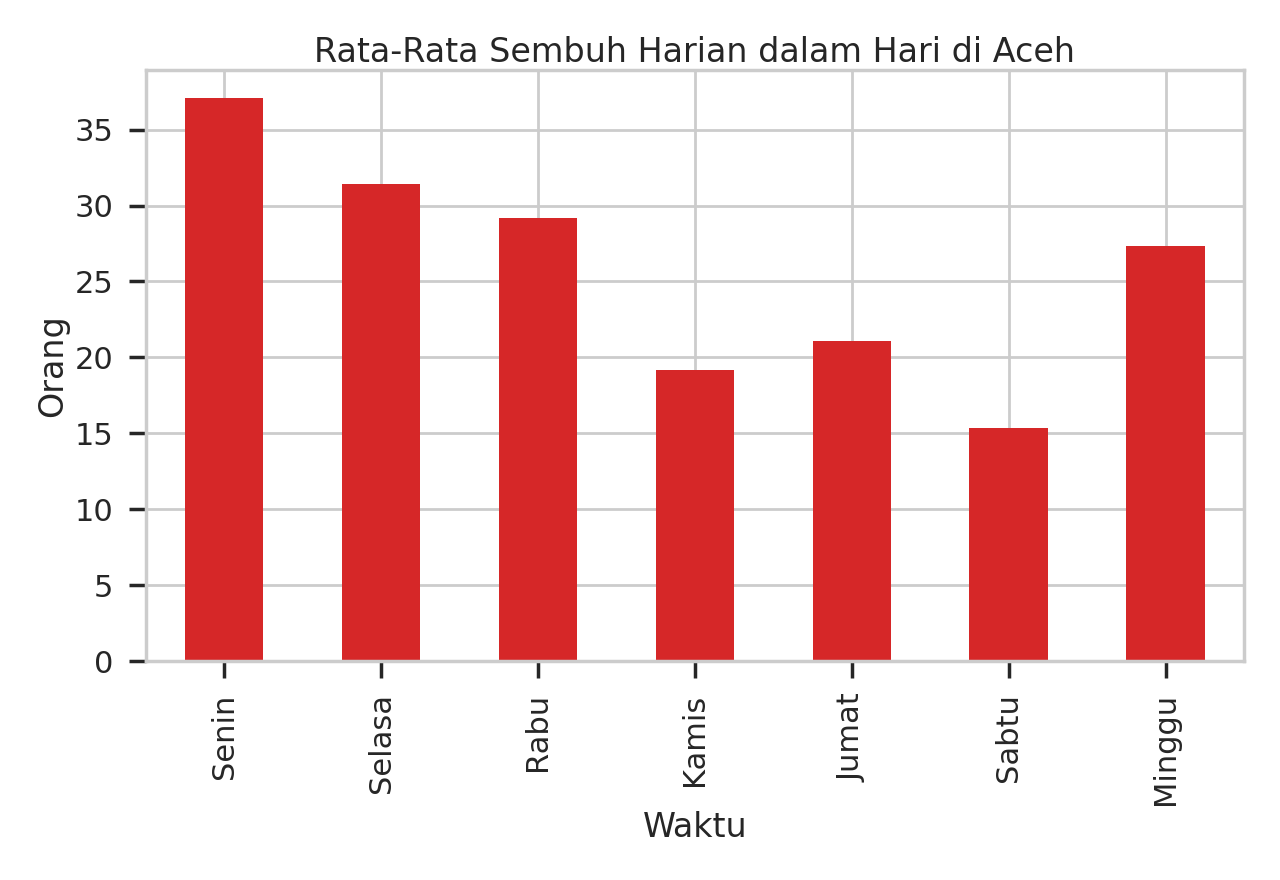 Rata-Rata Sembuh Harian dalam Hari di Aceh
Orang
35
30
25
20
15
10
5
0
Senin
Selasa
Rabu
Kamis
Jumat
Sabtu
Minggu
Waktu